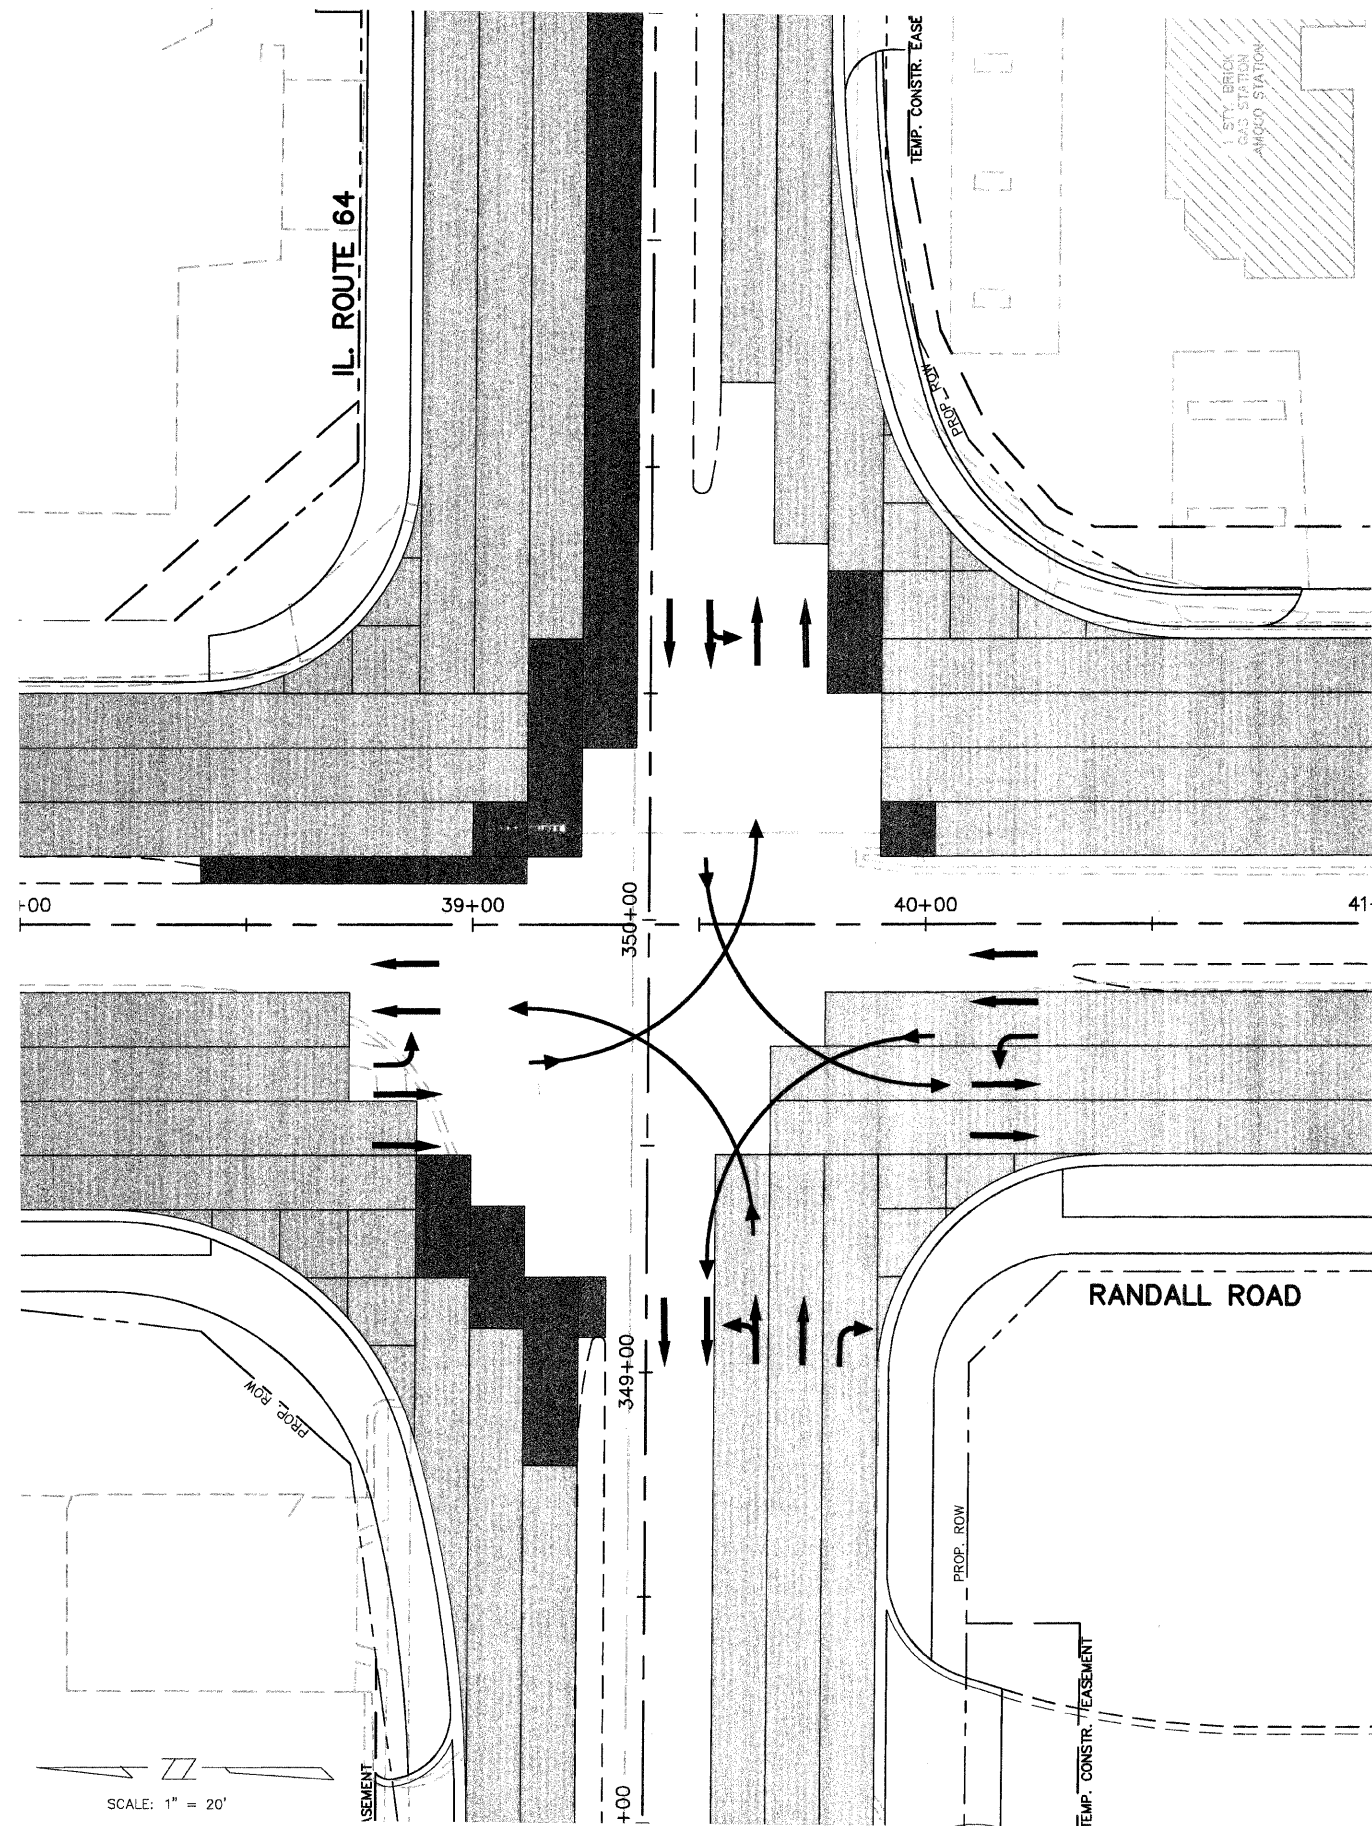 TEMP. CONSTR. EASE
1 STY. BRICK
GAS STATION
AMOCO STATION
IL. ROUTE 64
PROP. ROW
+00
39+00
350+00
40+00
41+
RANDALL ROAD
349+00
PROP. ROW
PROP. ROW
TEMP. CONSTR. EASEMENT
ASEMENT
+00
SCALE: 1" = 20'